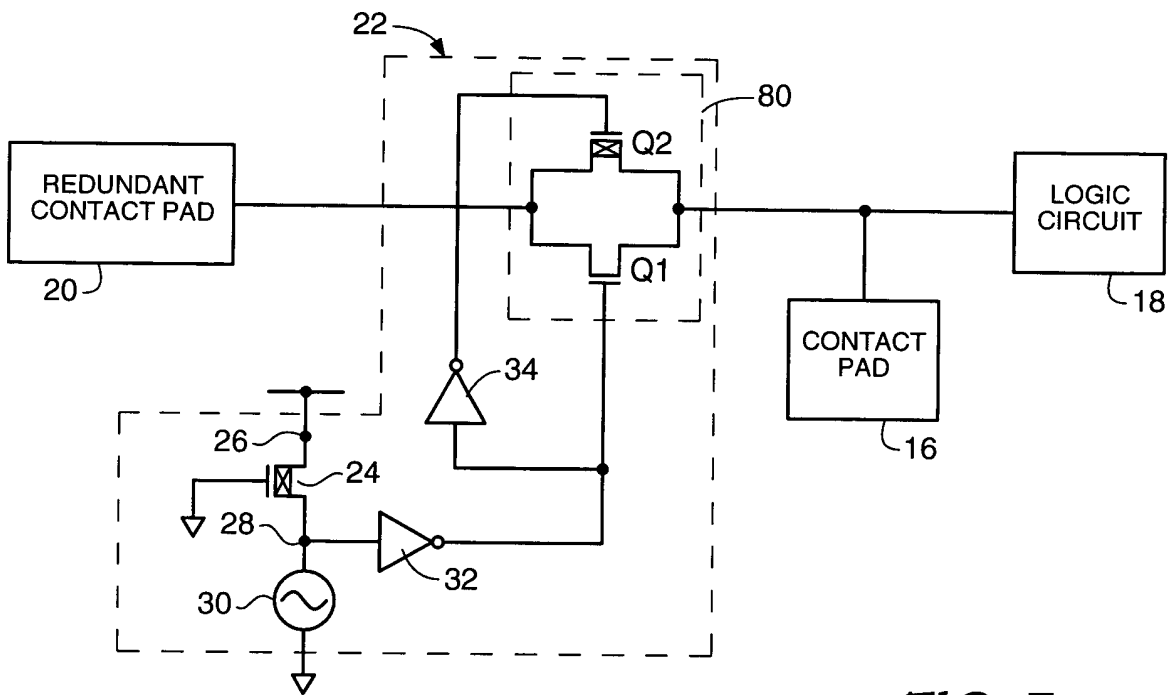 22
80
Q2
REDUNDANT
CONTACT PAD
LOGIC
CIRCUIT
Q1
20
18
34
CONTACT
PAD
26
24
16
28
32
30